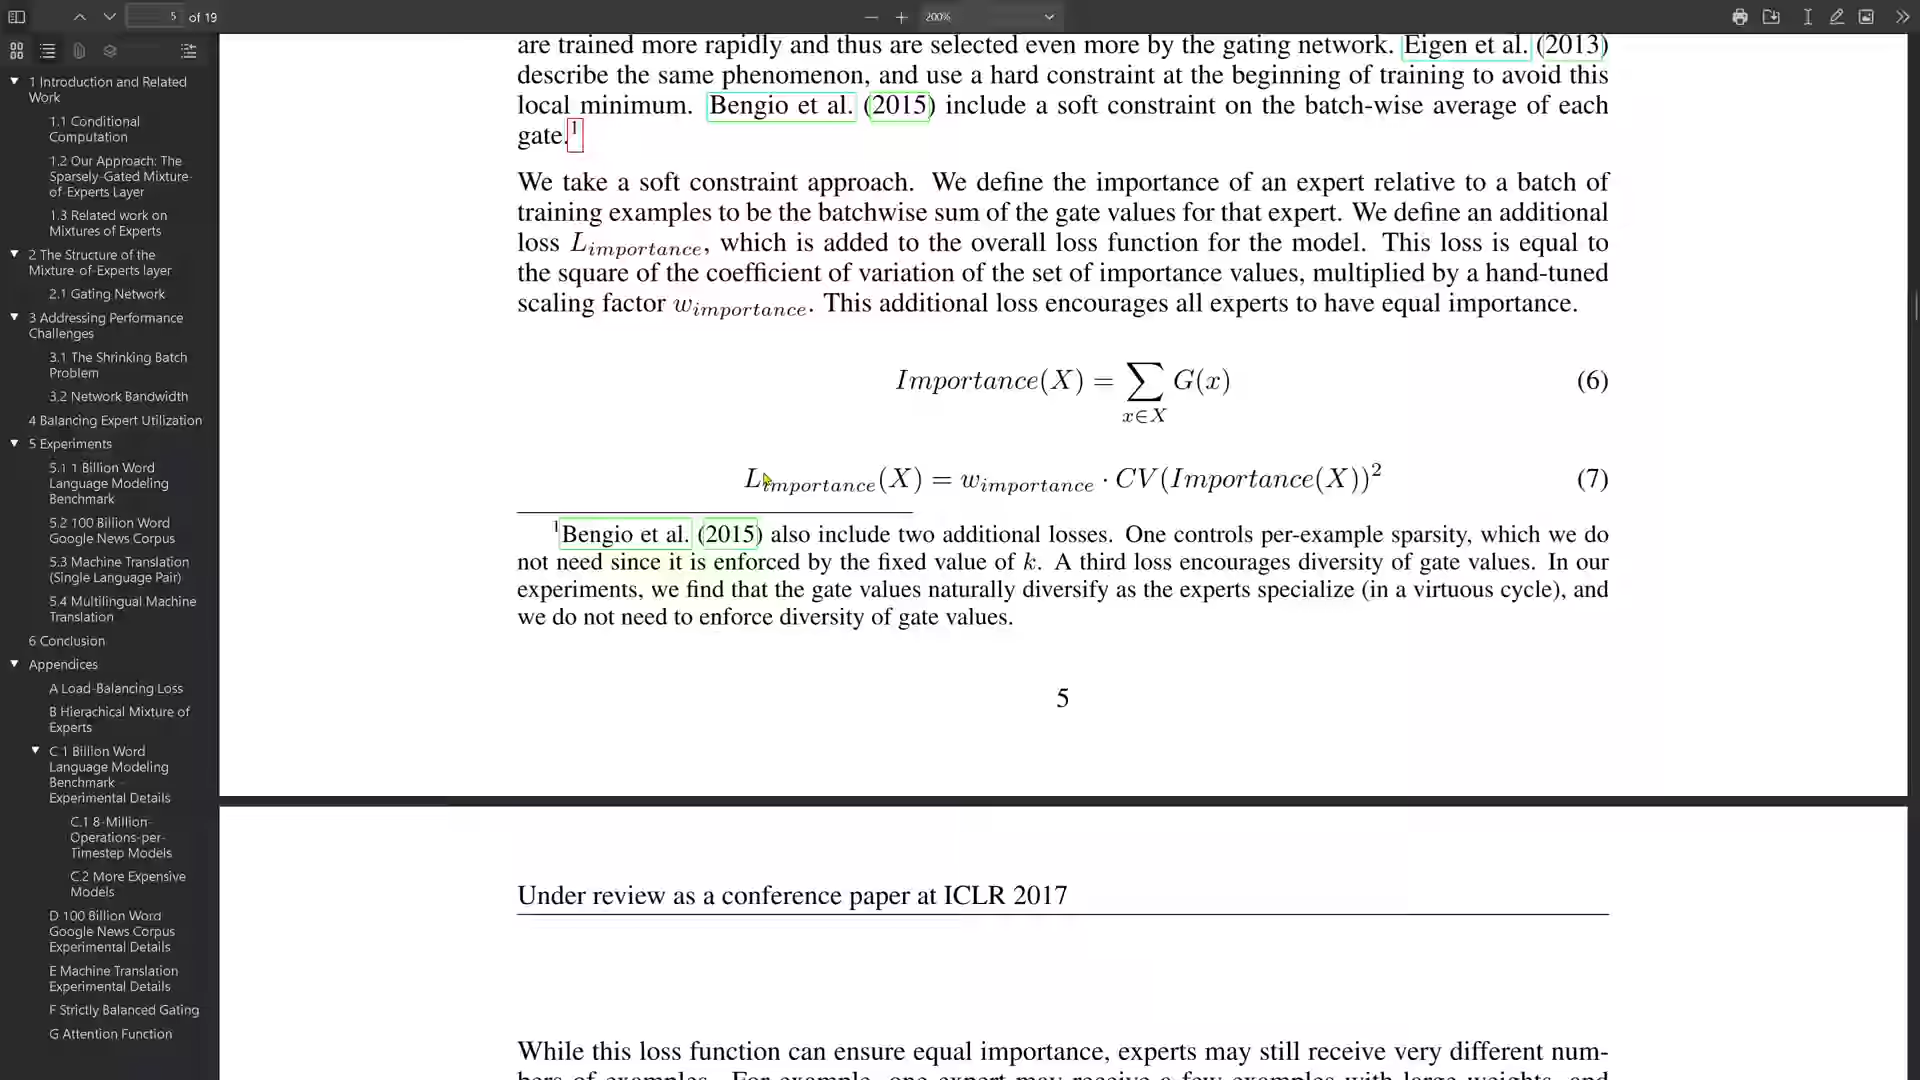 5 of 19
200%
1 Introduction and Related
Work
1.1 Conditional
Computation
1.2 Our Approach: The
Sparsely-Gated Mixture-
of-Experts Layer
1.3 Related work on
Mixtures of Experts
2 The Structure of the
Mixture-of-Experts layer
2.1 Gating Network
3 Addressing Performance
Challenges
3.1 The Shrinking Batch
Problem
3.2 Network Bandwidth
4 Balancing Expert Utilization
5 Experiments
5.1 1 Billion Word
Language Modeling
Benchmark
5.2 100 Billion Word
Google News Corpus
5.3 Machine Translation
(Single Language Pair)
5.4 Multilingual Machine
Translation
6 Conclusion
Appendices
A Load-Balancing Loss
B Hierachical Mixture of
Experts
C 1 Billion Word
Language Modeling
Benchmark -
Experimental Details
C.1 8-Million-
Operations-per-
Timestep Models
C.2 More Expensive
Models
D 100 Billion Word
Google News Corpus
Experimental Details
E Machine Translation
Experimental Details
F Strictly Balanced Gating
G Attention Function
are trained more rapidly and thus are selected even more by the gating network. Eigen et al. (2013)
describe the same phenomenon, and use a hard constraint at the beginning of training to avoid this
local minimum. Bengio et al. (2015) include a soft constraint on the batch-wise average of each
gate.1
We take a soft constraint approach. We define the importance of an expert relative to a batch of
training examples to be the batchwise sum of the gate values for that expert. We define an additional
loss L_importance, which is added to the overall loss function for the model. This loss is equal to
the square of the coefficient of variation of the set of importance values, multiplied by a hand-tuned
scaling factor w_importance. This additional loss encourages all experts to have equal importance.
Importance(X) = ∑_{x∈X} G(x) (6)
L_importance(X) = w_importance · CV(Importance(X))² (7)
1Bengio et al. (2015) also include two additional losses. One controls per-example sparsity, which we do
not need since it is enforced by the fixed value of k. A third loss encourages diversity of gate values. In our
experiments, we find that the gate values naturally diversify as the experts specialize (in a virtuous cycle), and
we do not need to enforce diversity of gate values.
5
Under review as a conference paper at ICLR 2017
While this loss function can ensure equal importance, experts may still receive very different num-
bers of examples. For example, one expert may receive a few examples with large weights, and